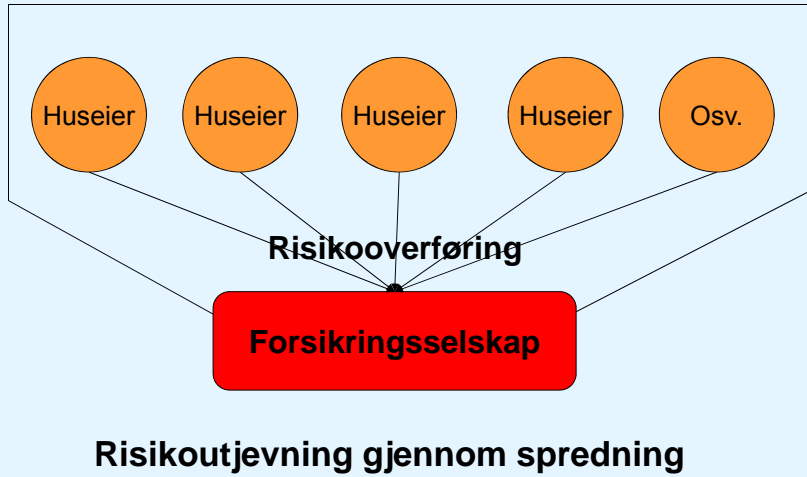 Huseier Huseier Huseier Huseier Osv.
Risikooverføring
Forsikringsselskap
Risikoutjevning gjennom spredning